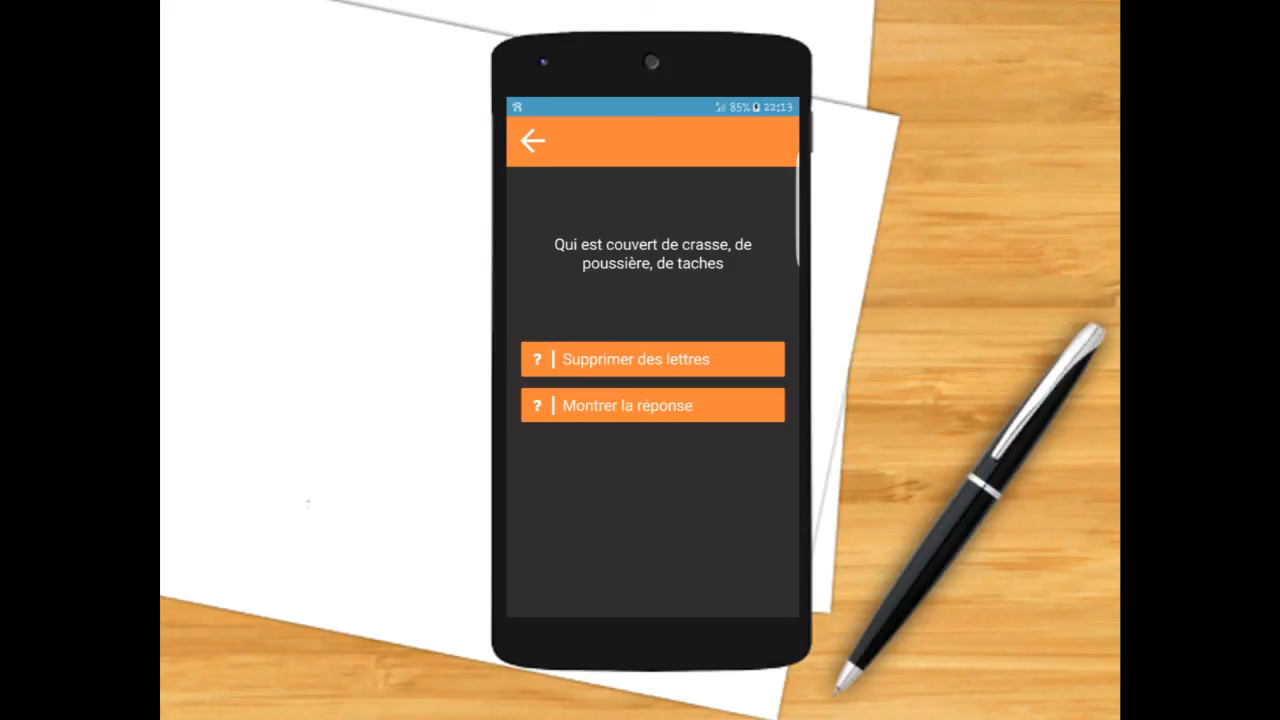 85% 22:13
Qui est couvert de crasse, de
poussière, de taches
? | Supprimer des lettres
? | Montrer la réponse